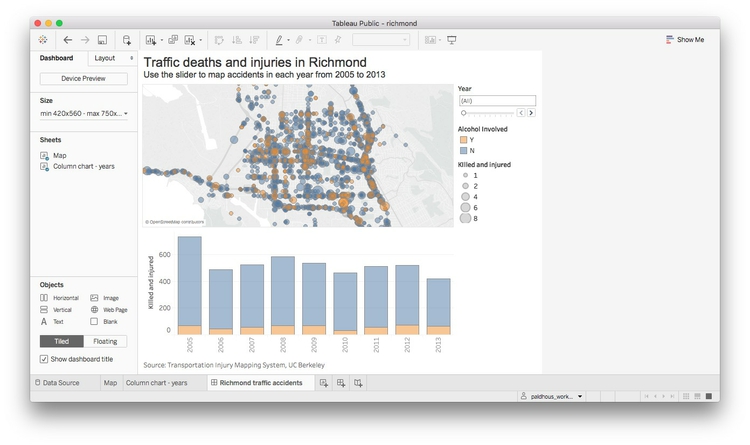 Tableau Public - richmond
Show Me
Dashboard
Layout
Device Preview
Size
min 420x560 - max 750x...
Sheets
Map
Column chart - years
Objects
Horizontal
Image
Vertical
Web Page
Text
Blank
Tiled
Floating
Show dashboard title
Traffic deaths and injuries in Richmond
Use the slider to map accidents in each year from 2005 to 2013
© OpenStreetMap contributors
Year
(All)
Alcohol Involved
Y
N
Killed and injured
1
2
4
6
8
Killed and injured
600
400
200
0
2005
2006
2007
2008
2009
2010
2011
2012
2013
Source: Transportation Injury Mapping System, UC Berkeley
Data Source
Map
Column chart - years
Richmond traffic accidents
paldhous_work...